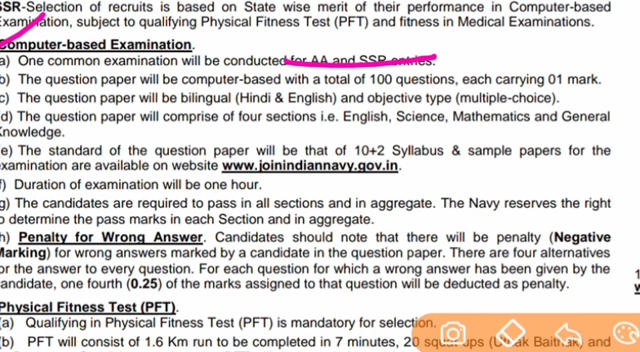 SSR-Selection of recruits is based on State wise merit of their performance in Computer-based
Examination, subject to qualifying Physical Fitness Test (PFT) and fitness in Medical Examinations.
Computer-based Examination.
a) One common examination will be conducted for AA and SSR entries.
b) The question paper will be computer-based with a total of 100 questions, each carrying 01 mark.
c) The question paper will be bilingual (Hindi & English) and objective type (multiple-choice).
d) The question paper will comprise of four sections i.e. English, Science, Mathematics and General
Knowledge.
e) The standard of the question paper will be that of 10+2 Syllabus & sample papers for the
examination are available on website www.joinindiannavy.gov.in.
f) Duration of examination will be one hour.
g) The candidates are required to pass in all sections and in aggregate. The Navy reserves the right
to determine the pass marks in each Section and in aggregate.
h) Penalty for Wrong Answer. Candidates should note that there will be penalty (Negative
Marking) for wrong answers marked by a candidate in the question paper. There are four alternatives
for the answer to every question. For each question for which a wrong answer has been given by the
candidate, one fourth (0.25) of the marks assigned to that question will be deducted as penalty.
Physical Fitness Test (PFT).
(a) Qualifying in Physical Fitness Test (PFT) is mandatory for selection.
(b) PFT will consist of 1.6 Km run to be completed in 7 minutes, 20 squat ups (Uthak Baithak) and